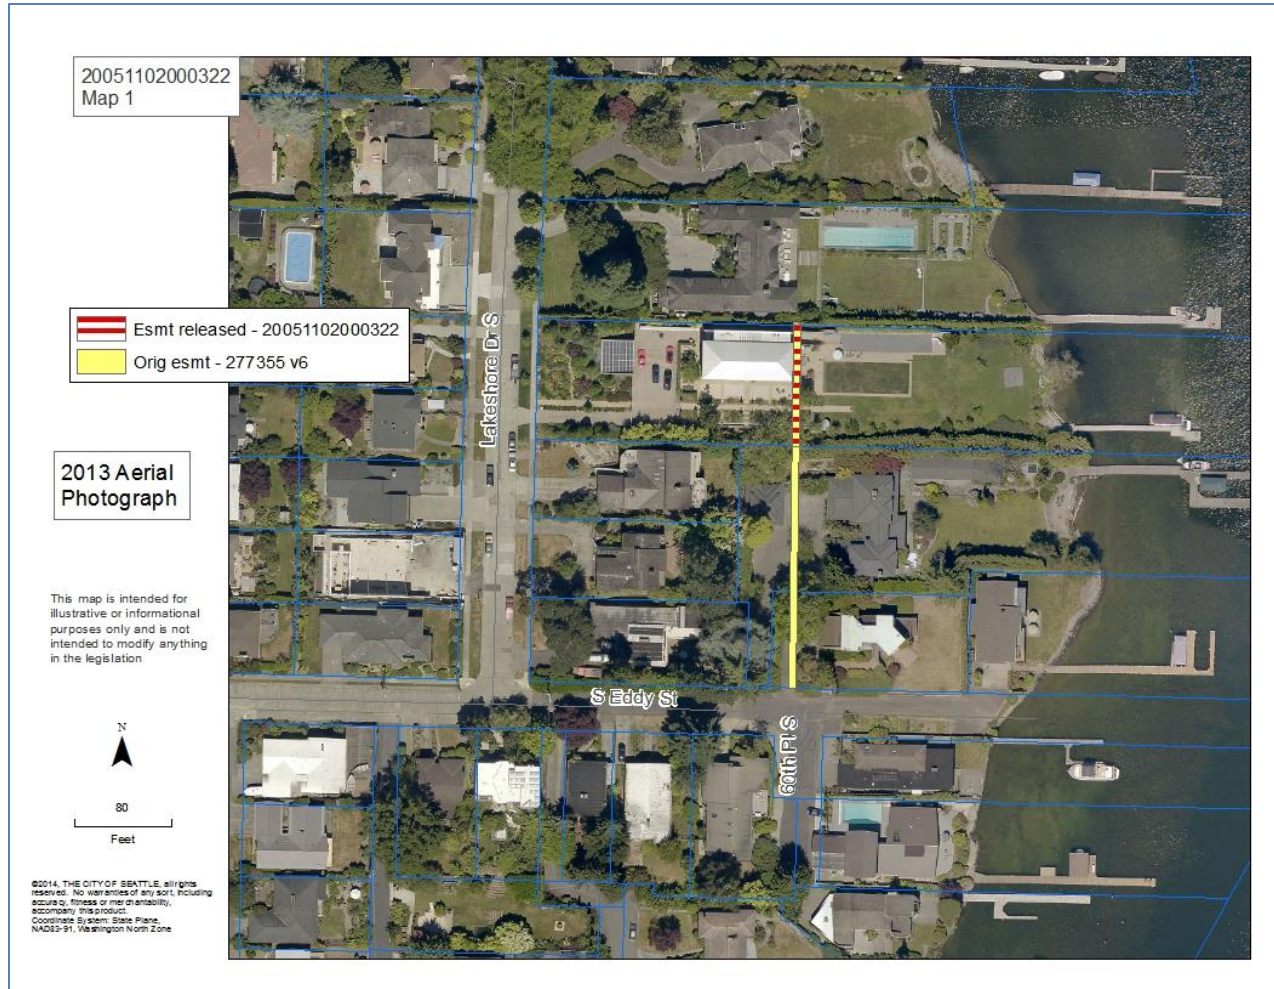 20051102000322
Map 1
Esmt released - 20051102000322
Orig esmt - 277355 v6
Lakeshore Dr S
2013 Aerial
Photograph
This map is intended for
illustrative or informational
purposes only and is not
intended to modify anything
in the legislation
S Eddy St
60th Pl S
N
80
Feet
©2014, THE CITY OF SEATTLE, all rights
reserved. No warranties of any sort, including
accuracy, fitness or merchantability,
accompany this product.
Coordinate System: State Plane,
NAD83-91, Washington North Zone